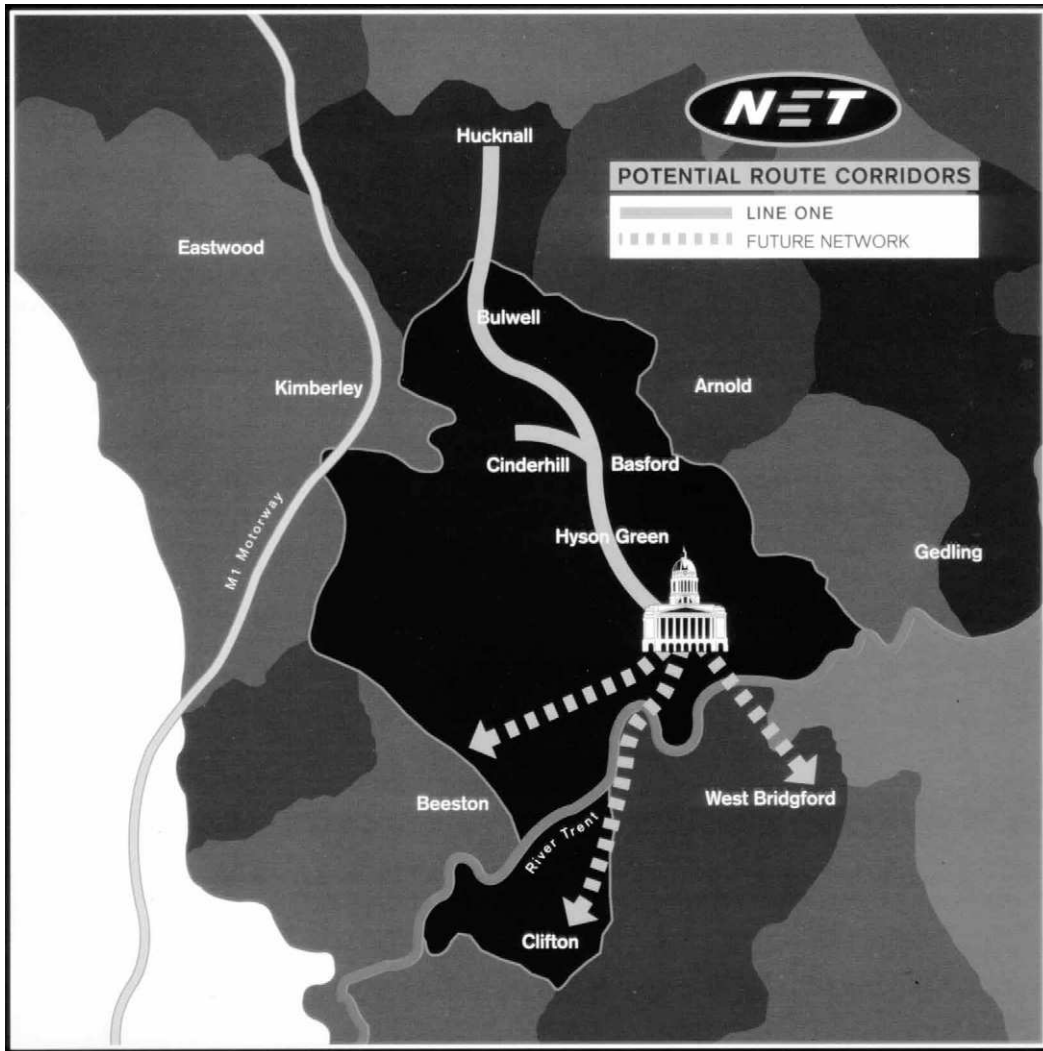 NET
POTENTIAL ROUTE CORRIDORS
LINE ONE
FUTURE NETWORK
Hucknall
Eastwood
Bulwell
Kimberley
Arnold
Cinderhill
Basford
M1 Motorway
Hyson Green
Gedling
Beeston
West Bridgford
River Trent
Clifton